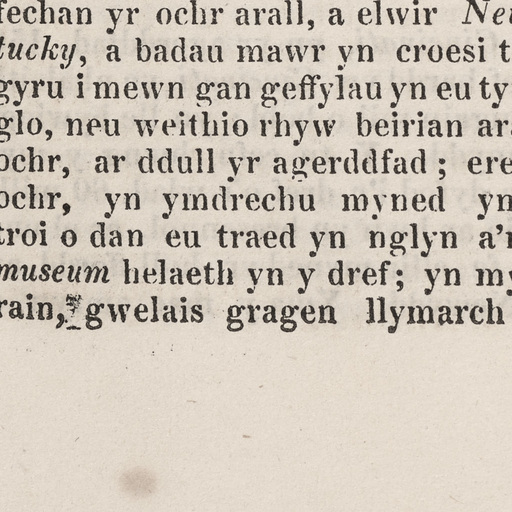 fechan yr ochr arall, a elwir Ne
tucky, a badau mawr yn croesi t
gyru i mewn gan geffylau yn eu ty
glo, neu weithio rhyw beirian ar
ochr, ar ddull yr agerddfad; ere
ochr, yn ymdrechu myned yn
troi o dan eu traed yn nglyn a'
museum helaeth yn y dref; yn my
rain, gwelais gragen llymarch